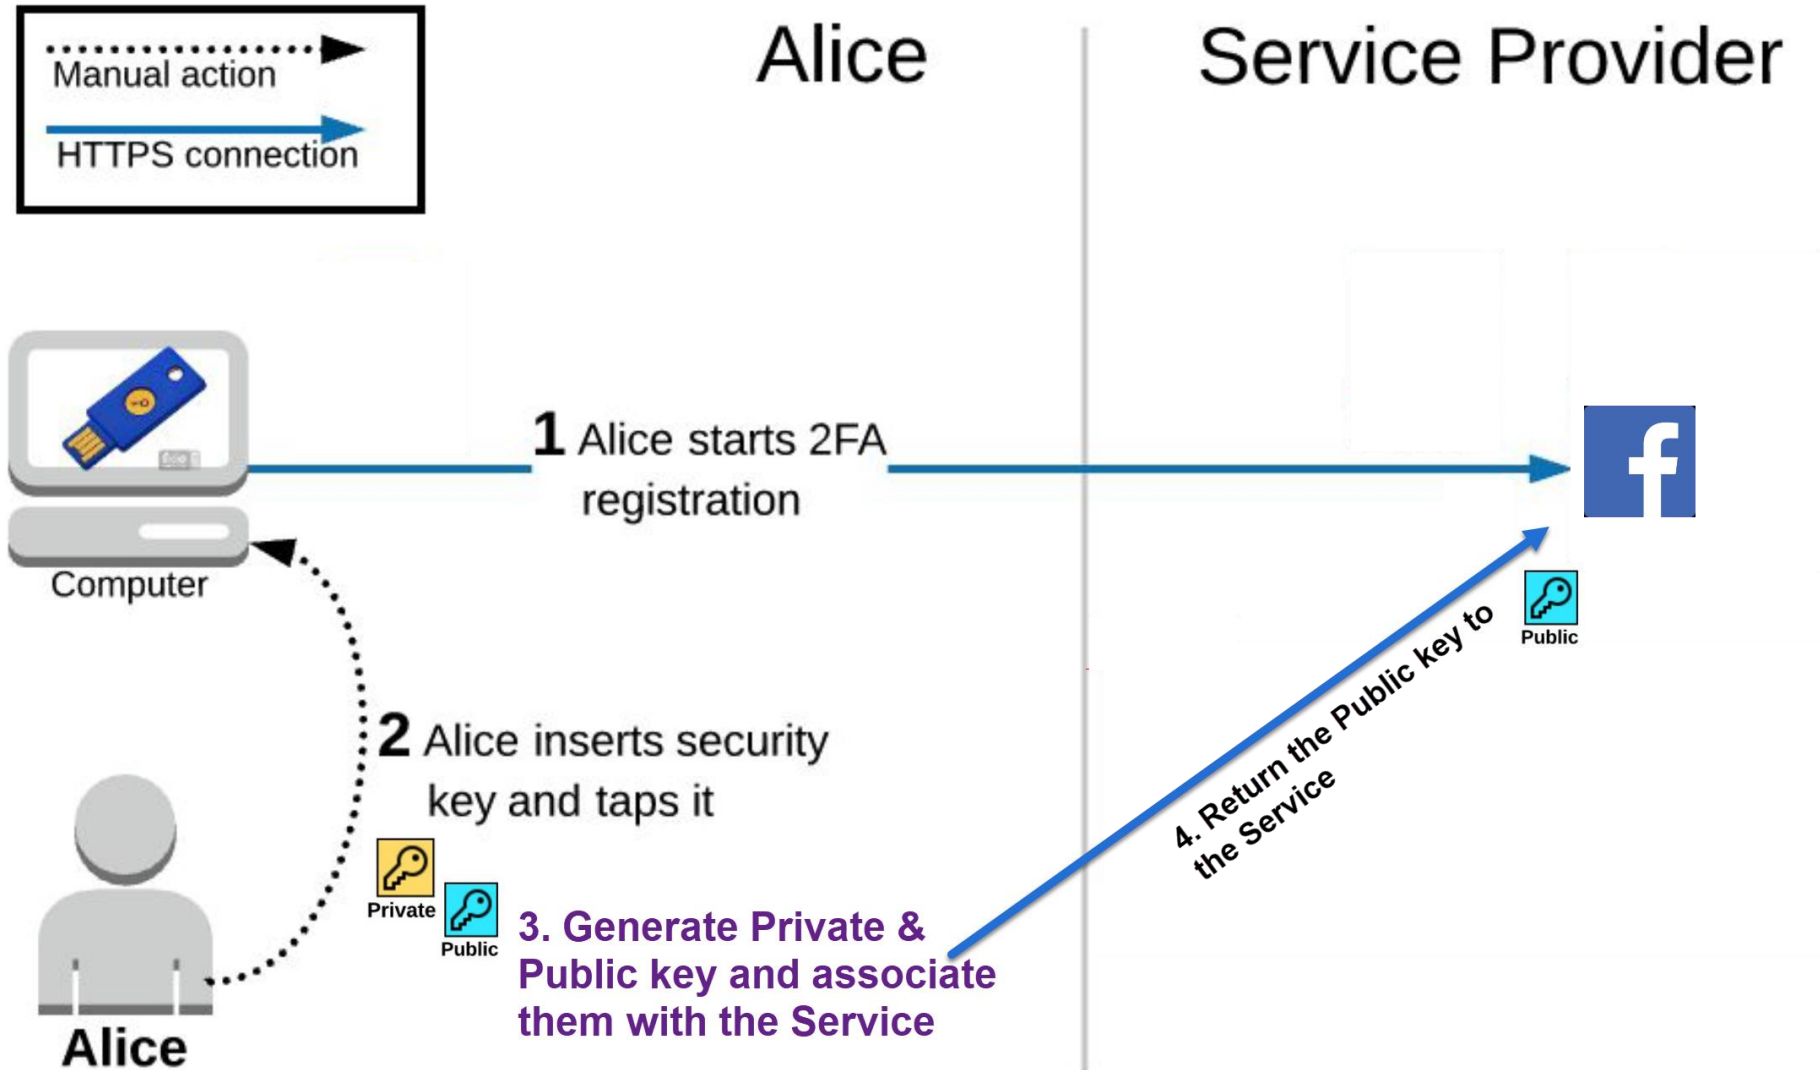 Manual action
HTTPS connection
Alice
Service Provider
Computer
1 Alice starts 2FA
registration
2 Alice inserts security
key and taps it
Private
Public
3. Generate Private &
Public key and associate
them with the Service
4. Return the Public key to
the Service
Public
Alice